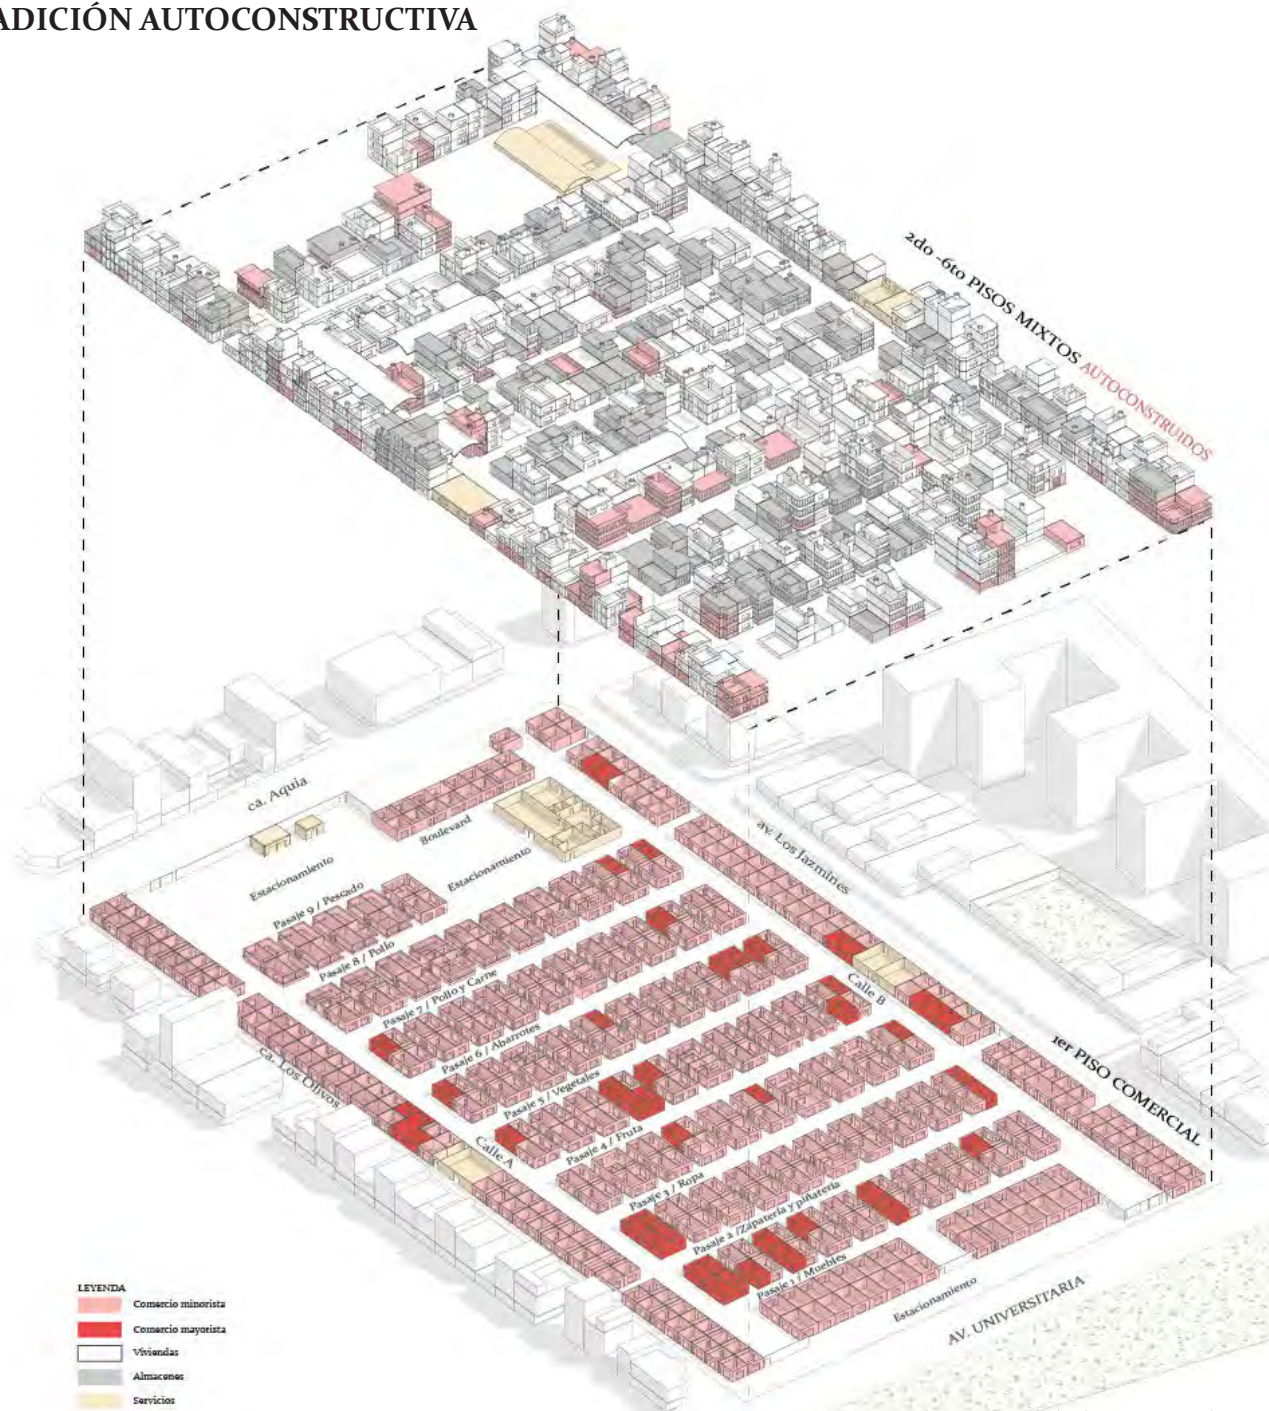 ADICIÓN AUTOCONSTRUCTIVA
2do -6to PISOS MIXTOS AUTOCONSTRUIDOS
ca. Aquia
Boulevard
Estacionamiento
Estacionamiento
av. Los Jazmines
Pasaje 9 / Pescado
Pasaje 8 / Pollo
Pasaje 7 / Pollo y Carne
Calle B
Pasaje 6 / Abarrotes
1er PISO COMERCIAL
ca. Los Olivos
Pasaje 5 / Vegetales
Calle A
Pasaje 4 / Fruta
Pasaje 3 / Ropa
Pasaje 2 /Zapatería y piñatería
Pasaje 1 / Muebles
Estacionamiento
AV. UNIVERSITARIA
LEYENDA
Comercio minorista
Comercio mayorista
Viviendas
Almacenes
Servicios